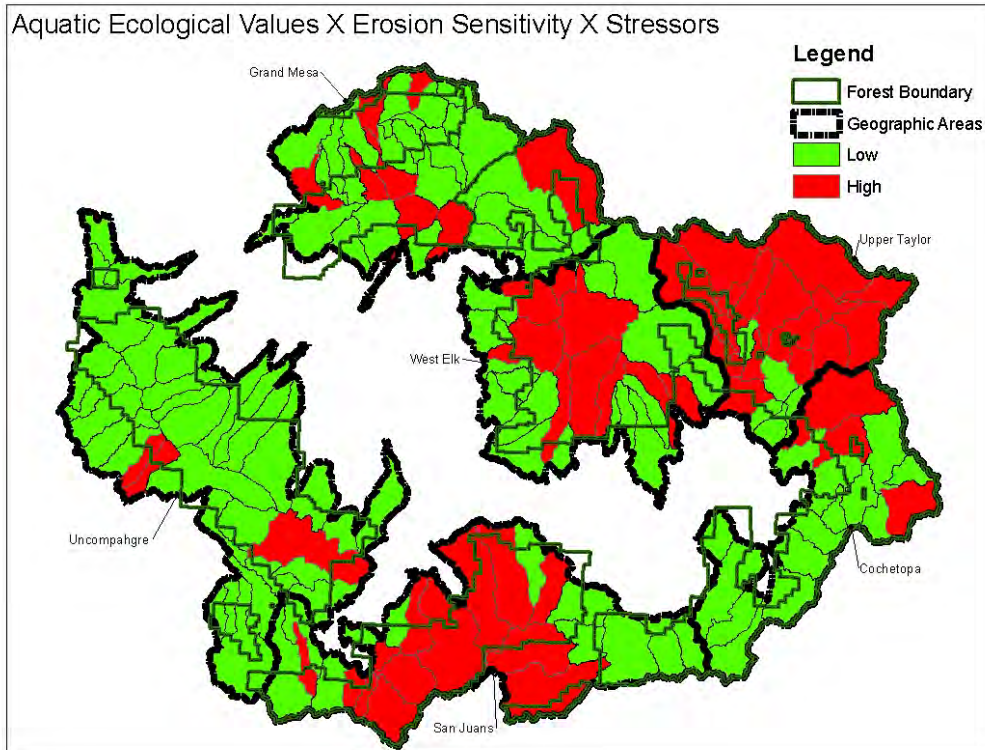 Aquatic Ecological Values X Erosion Sensitivity X Stressors
Legend
Forest Boundary
Geographic Areas
Low
High
Grand Mesa
Upper Taylor
West Elk
Uncompahgre
Cochetopa
San Juans